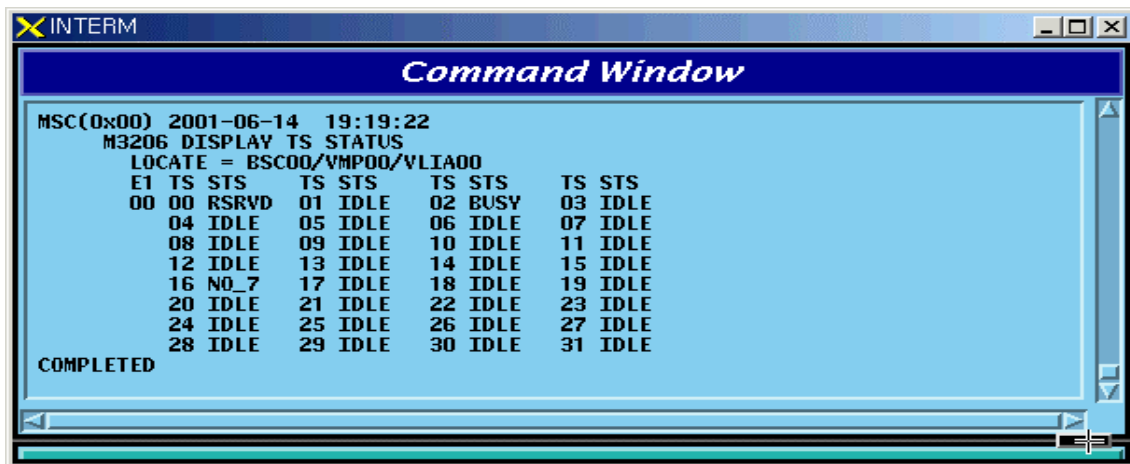 INTERM
Command Window
MSC(0x00) 2001-06-14 19:19:22
M3206 DISPLAY TS STATUS
LOCATE = BSC00/VMP00/VLIA00
E1 TS STS TS STS TS STS TS STS
00 00 RSRVD 01 IDLE 02 BUSY 03 IDLE
04 IDLE 05 IDLE 06 IDLE 07 IDLE
08 IDLE 09 IDLE 10 IDLE 11 IDLE
12 IDLE 13 IDLE 14 IDLE 15 IDLE
16 NO_7 17 IDLE 18 IDLE 19 IDLE
20 IDLE 21 IDLE 22 IDLE 23 IDLE
24 IDLE 25 IDLE 26 IDLE 27 IDLE
28 IDLE 29 IDLE 30 IDLE 31 IDLE
COMPLETED